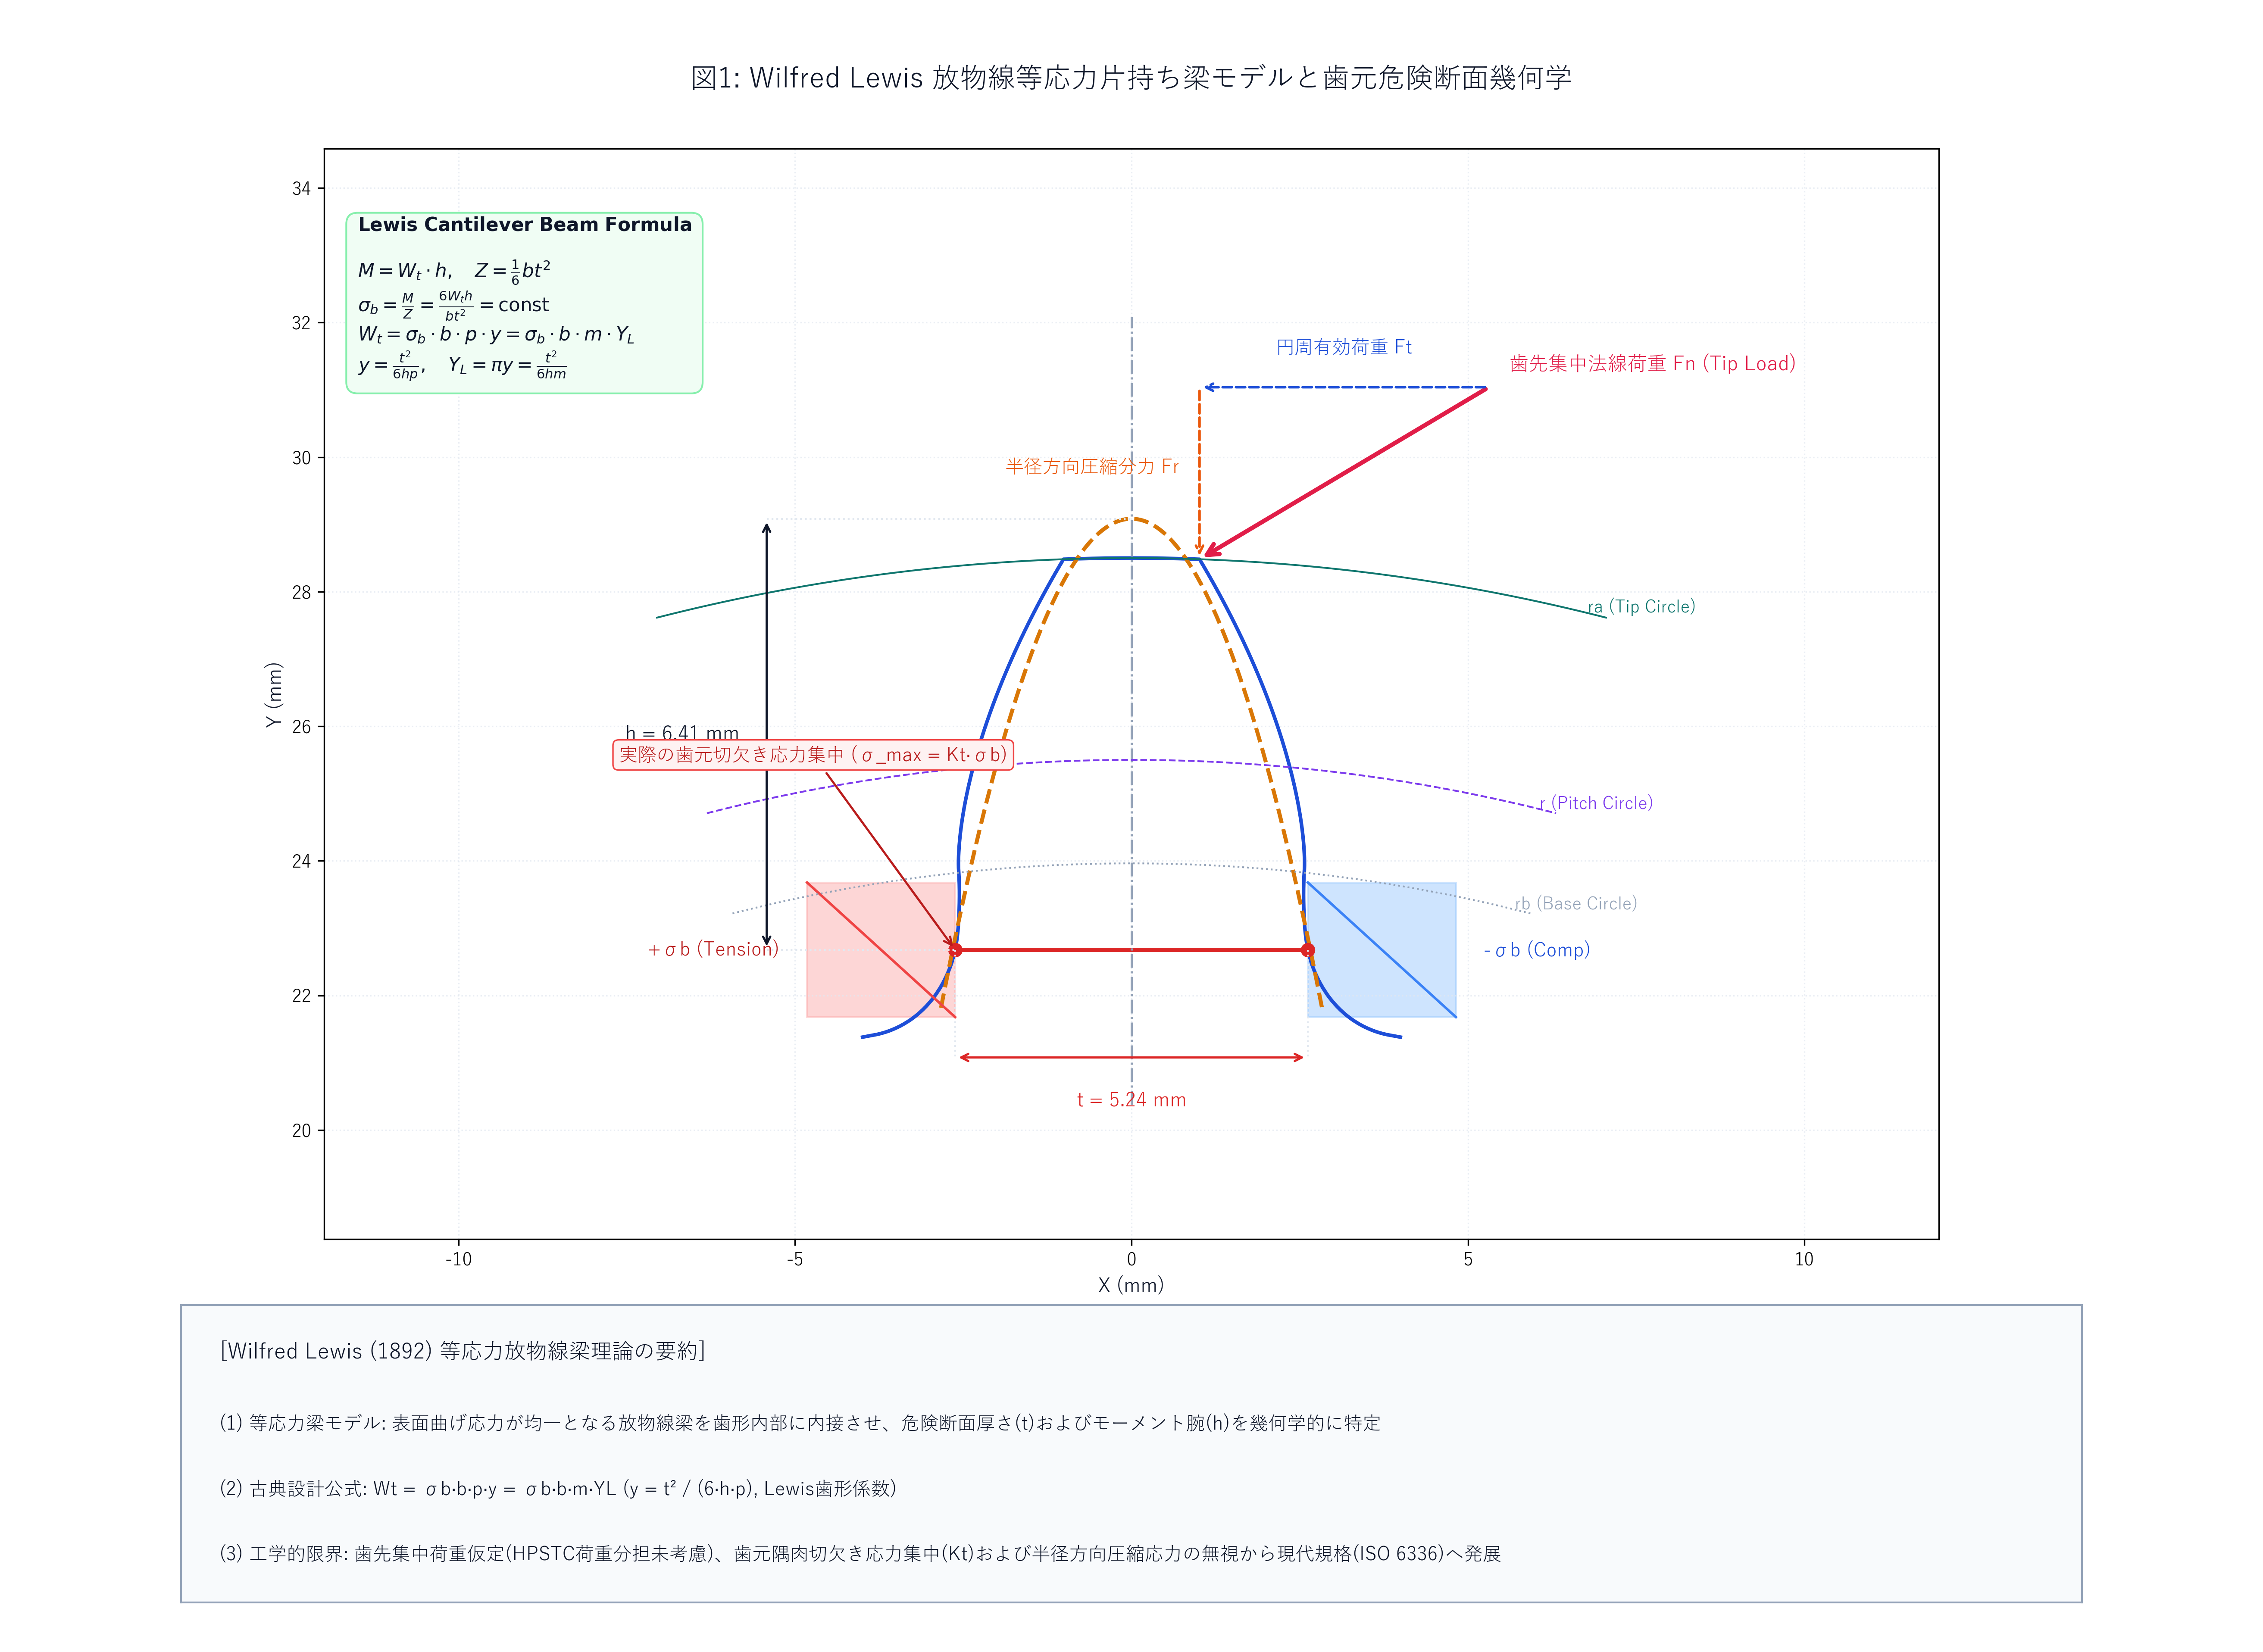 図1: Wilfred Lewis 放物線等応力片持ち梁モデルと歯元危険断面幾何学
34
32
30
28
26
24
22
20
Y (mm)
Lewis Cantilever Beam Formula
M = W_t · h,   Z = 1/6 bt²
σ_b = M/Z = 6W_t h/bt² = const
W_t = σ_b · b · p · y = σ_b · b · m · Y_L
y = t²/6hp,   Y_L = πy = t²/6hm
円周有効荷重 Ft
歯先集中法線荷重 Fn (Tip Load)
半径方向圧縮分力 Fr
ra (Tip Circle)
h = 6.41 mm
実際の歯元切欠き応力集中 (σ_max = Kt·σb)
r (Pitch Circle)
rb (Base Circle)
+σb (Tension)
-σb (Comp)
t = 5.24 mm
-10
-5
0
5
10
X (mm)
[Wilfred Lewis (1892) 等応力放物線梁理論の要約]
(1) 等応力梁モデル: 表面曲げ応力が均一となる放物線梁を歯形内部に内接させ、危険断面厚さ(t)およびモーメント腕(h)を幾何学的に特定
(2) 古典設計公式: Wt = σb·b·p·y = σb·b·m·YL (y = t² / (6·h·p), Lewis歯形係数)
(3) 工学的限界: 歯先集中荷重仮定(HPSTC荷重分担未考慮)、歯元隅肉切欠き応力集中(Kt)および半径方向圧縮応力の無視から現代規格(ISO 6336)へ発展